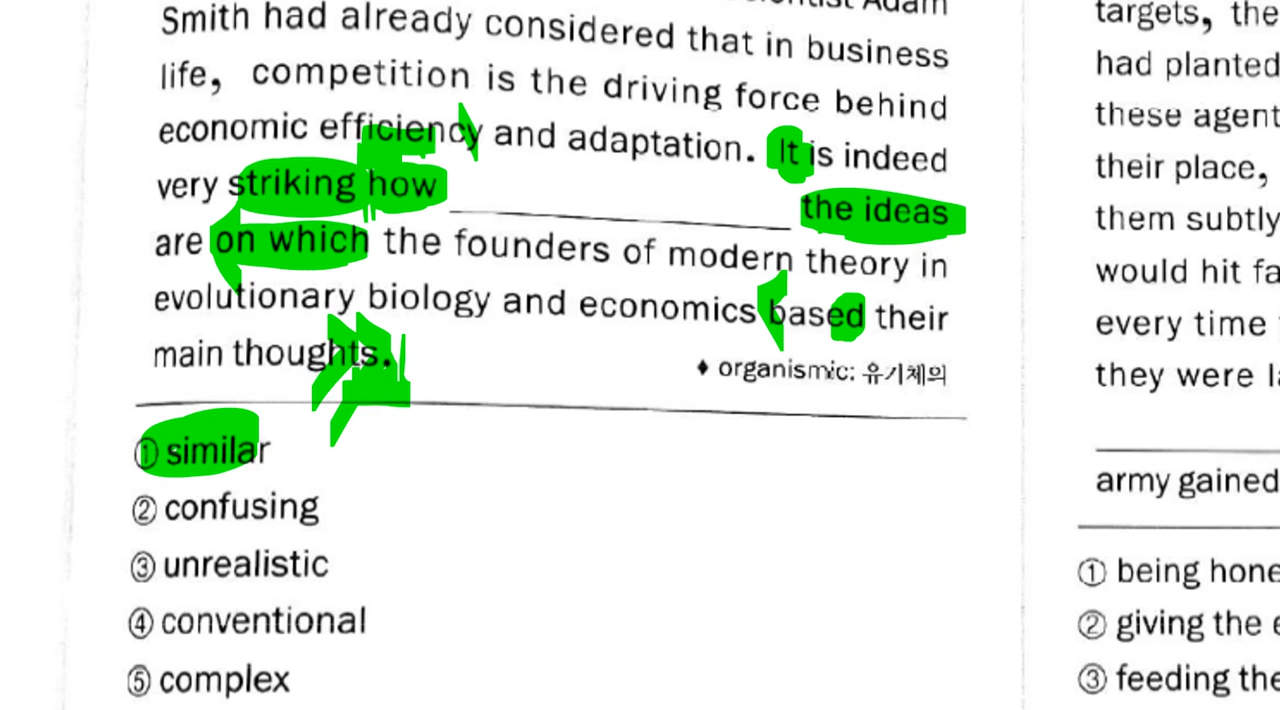 Adam
Smith had already considered that in business
life, competition is the driving force behind
economic efficiency and adaptation. It is indeed
very striking how ________ the ideas
are on which the founders of modern theory in
evolutionary biology and economics based their
main thoughts.
♦ organismic: 유기체의
① similar
② confusing
③ unrealistic
④ conventional
⑤ complex
targets, the
had planted
these agent
their place,
them subtly
would hit fa
every time
they were
army gained
① being hone
② giving the
③ feeding the